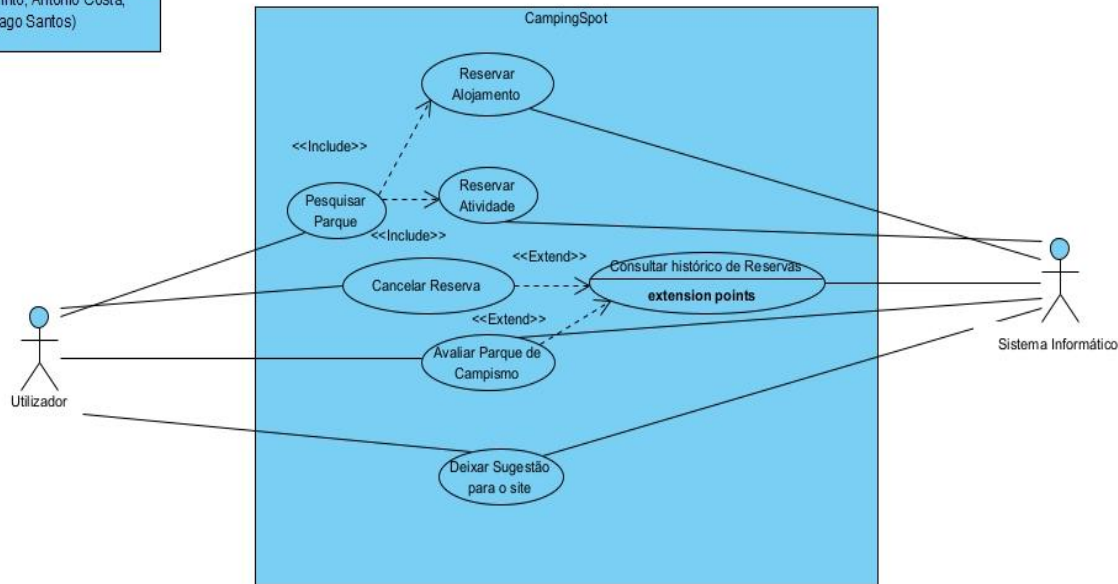 António Costa,
ago Santos)
CampingSpot
Reservar
Alojamento
<<Include>>
Reservar
Atividade
Pesquisar
Parque
<<Include>>
<<Extend>>
Consultar histórico de Reservas
extension points
Cancelar Reserva
<<Extend>>
Avaliar Parque de
Campismo
Utilizador
Sistema Informático
Deixar Sugestão
para o site